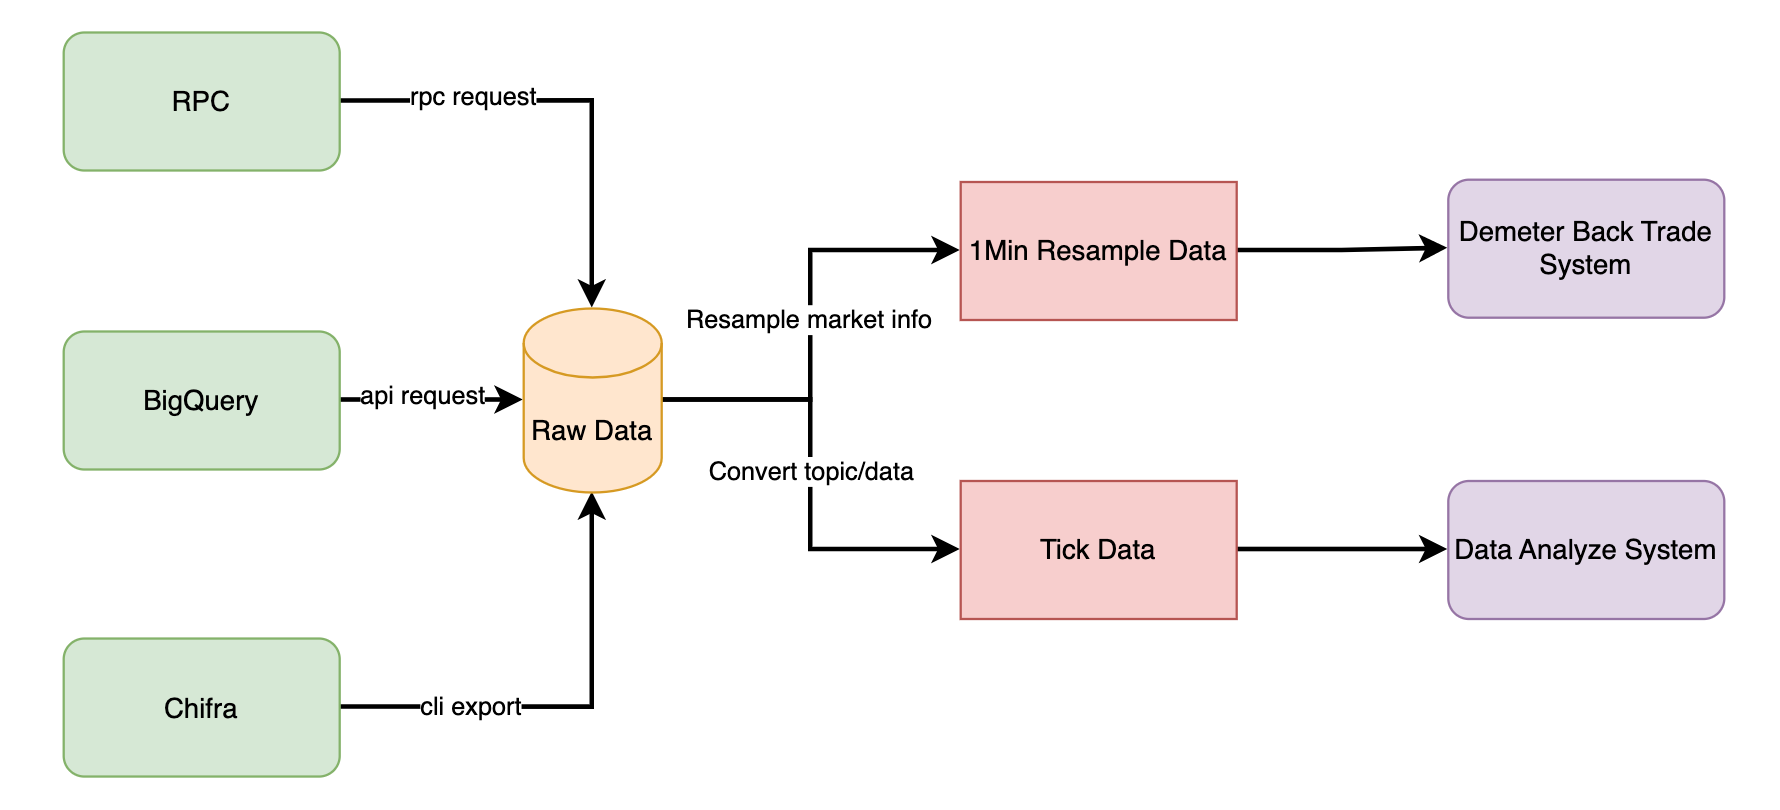 RPC
rpc request
BigQuery
api request
Chifra
cli export
Raw Data
Resample market info
Convert topic/data
1Min Resample Data
Tick Data
Demeter Back Trade
System
Data Analyze System